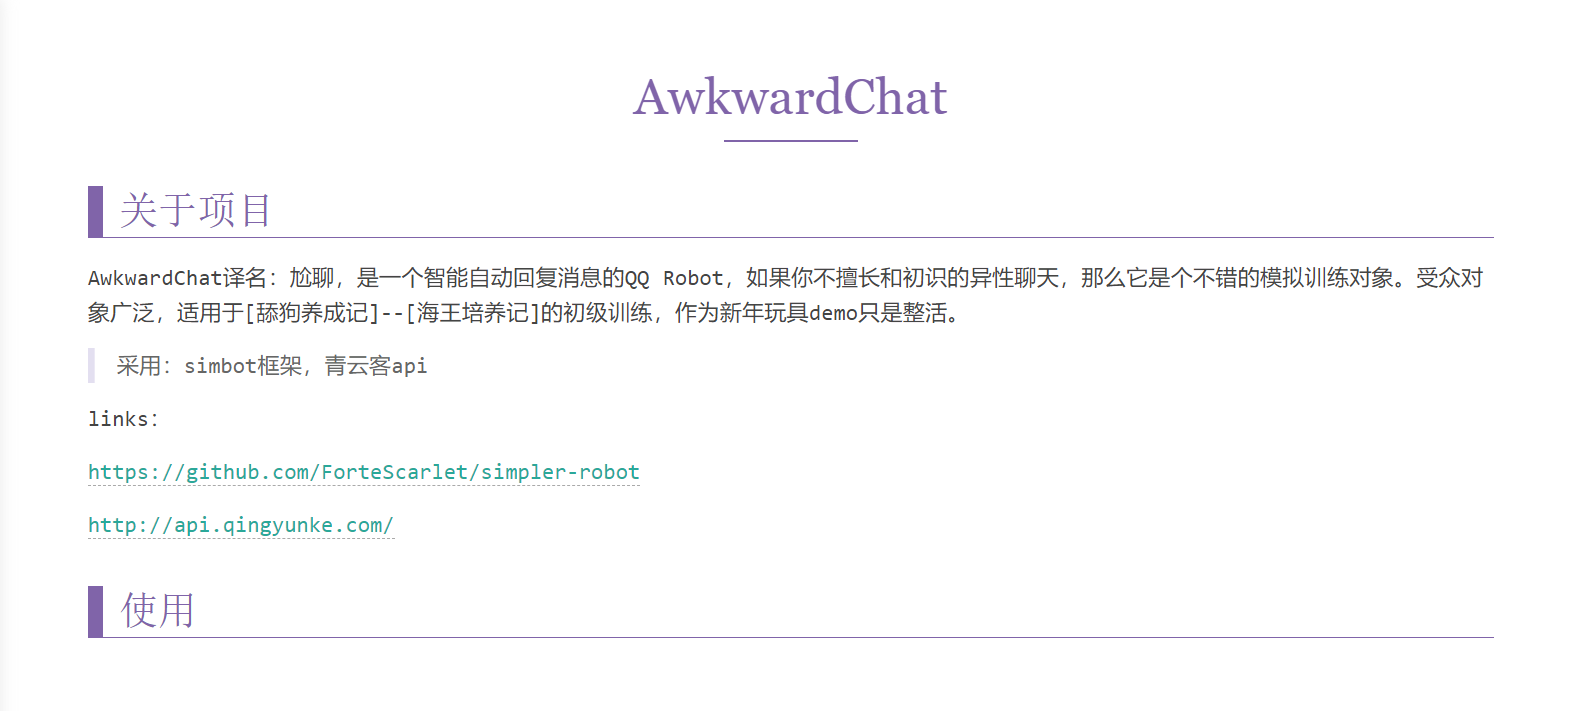 AwkwardChat
关于项目
AwkwardChat译名：尬聊，是一个智能自动回复消息的QQ Robot，如果你不擅长和初识的异性聊天，那么它是个不错的模拟训练对象。受众对
象广泛，适用于[舔狗养成记]--[海王培养记]的初级训练，作为新年玩具demo只是整活。
采用：simbot框架，青云客api
links：
https://github.com/ForteScarlet/simpler-robot
http://api.qingyunke.com/
使用